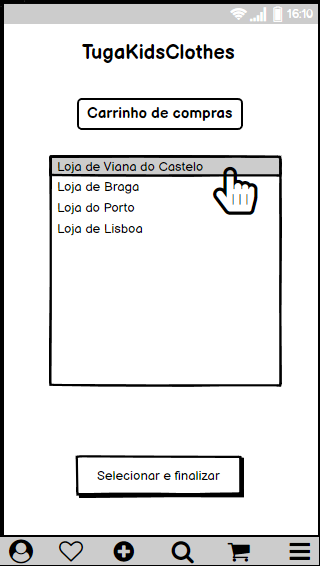 16:10
TugaKidsClothes
Carrinho de compras
Loja de Viana do Castelo
Loja de Braga
Loja do Porto
Loja de Lisboa
Selecionar e finalizar